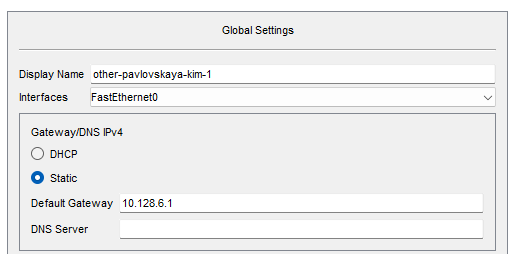 Global Settings
Display Name other-pavlovskaya-kim-1
Interfaces FastEthernet0
Gateway/DNS IPv4
DHCP
Static
Default Gateway 10.128.6.1
DNS Server